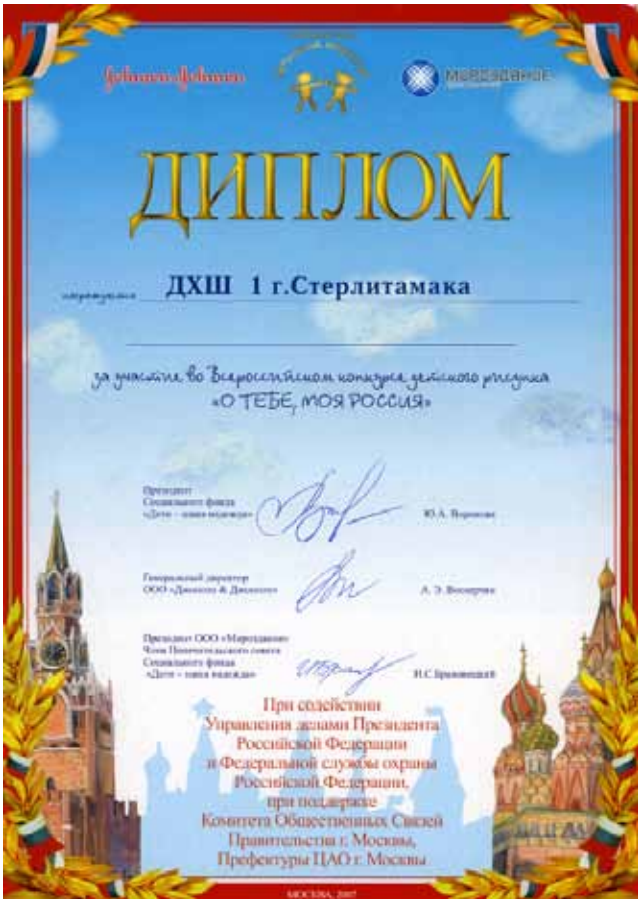 Johnson & Johnson
МИРОЗДАНИЕ
ДИПЛОМ
награждается ДХШ 1 г.Стерлитамака
за участие во Всероссийском конкурсе детского рисунка
«О ТЕБЕ, МОЯ РОССИЯ»
Президент
Социального фонда
«Дети – наша надежда»
Ю.А.
Генеральный директор
ООО «Джонсон & Джонсон»
А. Э.
Президент ООО «Мироздание»
Член Попечительского совета
Социального фонда
«Дети – наша надежда»
И.С.
При содействии
Управления делами Президента
Российской Федерации
и Федеральной службы охраны
Российской Федерации,
при поддержке
Комитета Общественных Связей
Правительства г. Москвы,
Префектуры ЦАО г. Москвы
МОСКВА, 2007